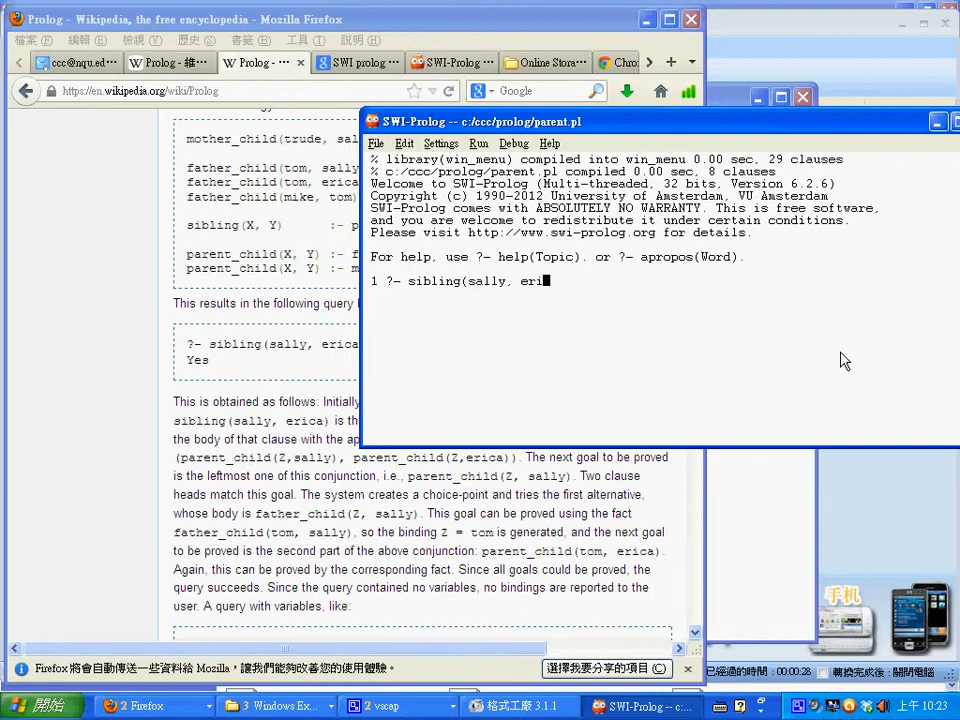 Prolog - Wikipedia, the free encyclopedia - Mozilla Firefox
檔案(F) 編輯(E) 檢視(V) 歷史(S) 書籤(B) 工具(T) 說明(H)
ccc@nqu.ed··· Prolog - 維··· Prolog - ··· SWI prolog ··· SWI-Prolog ··· Online Stora··· Chro
https://en.wikipedia.org/wiki/Prolog
Google
mother_child(trude, sal
father_child(tom, sally
father_child(tom, erica
father_child(mike, tom)
sibling(X, Y) :- p
parent_child(X, Y) :- f
parent_child(X, Y) :- m
This results in the following query
?- sibling(sally, erica
Yes
This is obtained as follows: Initially
sibling(sally, erica) is the
the body of that clause with the ap
(parent_child(Z,sally), parent_child(Z,erica)). The next goal to be proved
is the leftmost one of this conjunction, i.e., parent_child(Z, sally). Two clause
heads match this goal. The system creates a choice-point and tries the first alternative,
whose body is father_child(Z, sally). This goal can be proved using the fact
father_child(tom, sally), so the binding Z = tom is generated, and the next goal
to be proved is the second part of the above conjunction: parent_child(tom, erica).
Again, this can be proved by the corresponding fact. Since all goals could be proved, the
query succeeds. Since the query contained no variables, no bindings are reported to the
user. A query with variables, like:
SWI-Prolog -- c:/ccc/prolog/parent.pl
File Edit Settings Run Debug Help
% library(win_menu) compiled into win_menu 0.00 sec, 29 clauses
% c:/ccc/prolog/parent.pl compiled 0.00 sec, 8 clauses
Welcome to SWI-Prolog (Multi-threaded, 32 bits, Version 6.2.6)
Copyright (c) 1990-2012 University of Amsterdam, VU Amsterdam
SWI-Prolog comes with ABSOLUTELY NO WARRANTY. This is free software,
and you are welcome to redistribute it under certain conditions.
Please visit http://www.swi-prolog.org for details.
For help, use ?- help(Topic). or ?- apropos(Word).
1 ?- sibling(sally, eri
手机
Firefox 將會自動傳送一些資料給 Mozilla，讓我們能夠改善您的使用體驗。 選擇我要分享的項目(C)
已經過的時間 : 00:00:28 轉換完成後 : 關閉電腦
開始 2 Firefox 3 Windows Ex... 2 vscap 格式工廠 3.1.1 SWI-Prolog -- c:... 上午 10:23